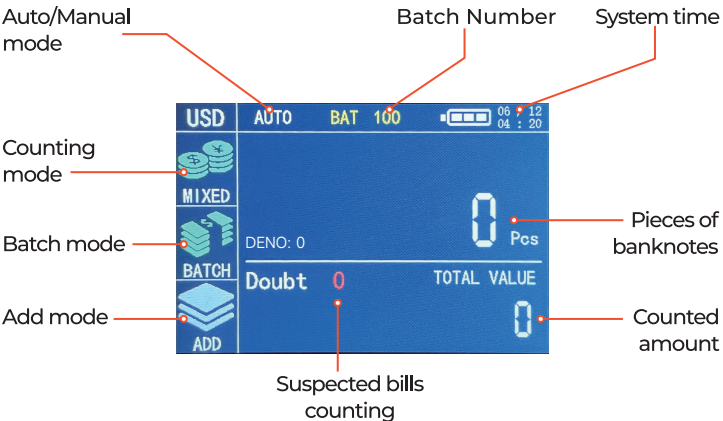 Auto/Manual
mode
Batch Number
System time
USD
AUTO
BAT 100
06 / 12
04 : 20
Counting
mode
MIXED
0 Pcs
Pieces of
banknotes
Batch mode
BATCH
DENO: 0
Doubt 0
TOTAL VALUE
0
Add mode
ADD
Counted
amount
Suspected bills
counting